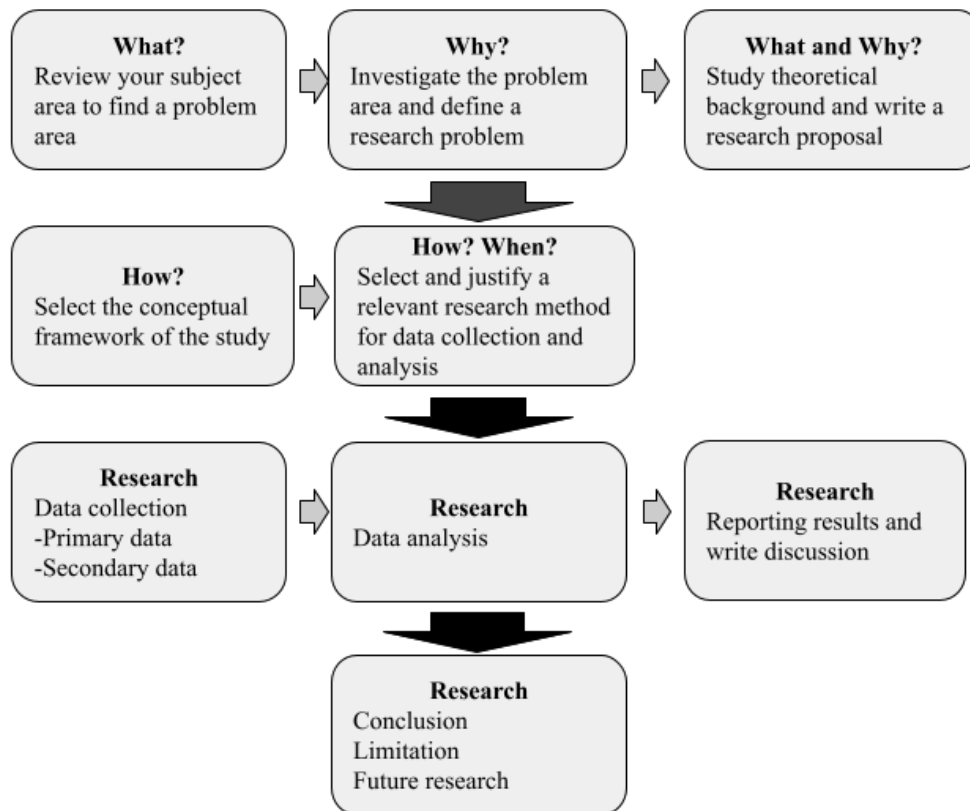 What?
Review your subject
area to find a problem
area
Why?
Investigate the problem
area and define a
research problem
What and Why?
Study theoretical
background and write a
research proposal
How?
Select the conceptual
framework of the study
How? When?
Select and justify a
relevant research method
for data collection and
analysis
Research
Data collection
-Primary data
-Secondary data
Research
Data analysis
Research
Reporting results and
write discussion
Research
Conclusion
Limitation
Future research